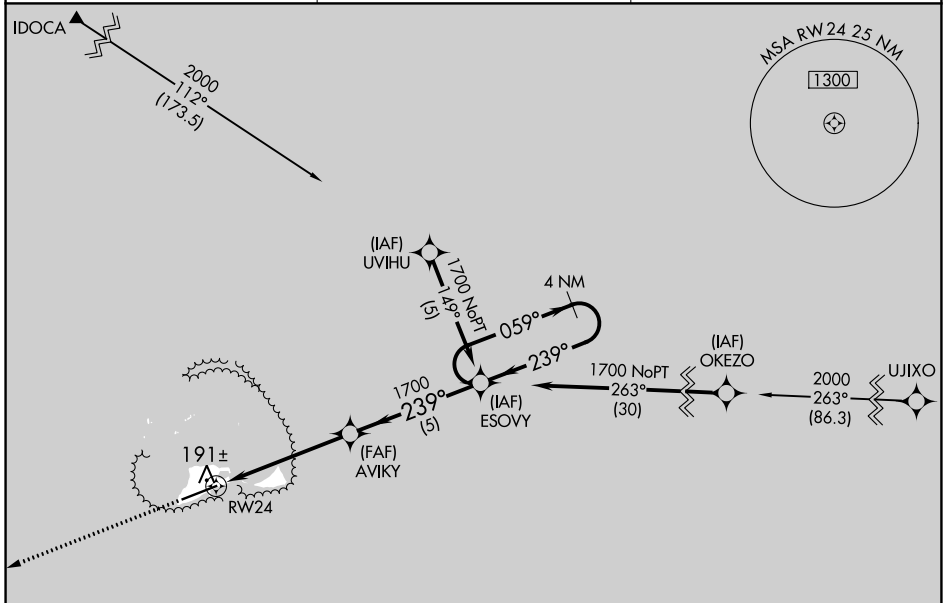 IDOCA
2000
112°
(173.5)
MSA RW24 25 NM
1300
(IAF)
UVIHU
1700 NoPT
149°
(5)
4 NM
059°
239°
(IAF)
OKEZO
UJIXO
1700 NoPT
263°
(30)
2000
263°
(86.3)
(IAF)
ESOVY
1700
239°
(5)
(FAF)
AVIKY
191±
RW24